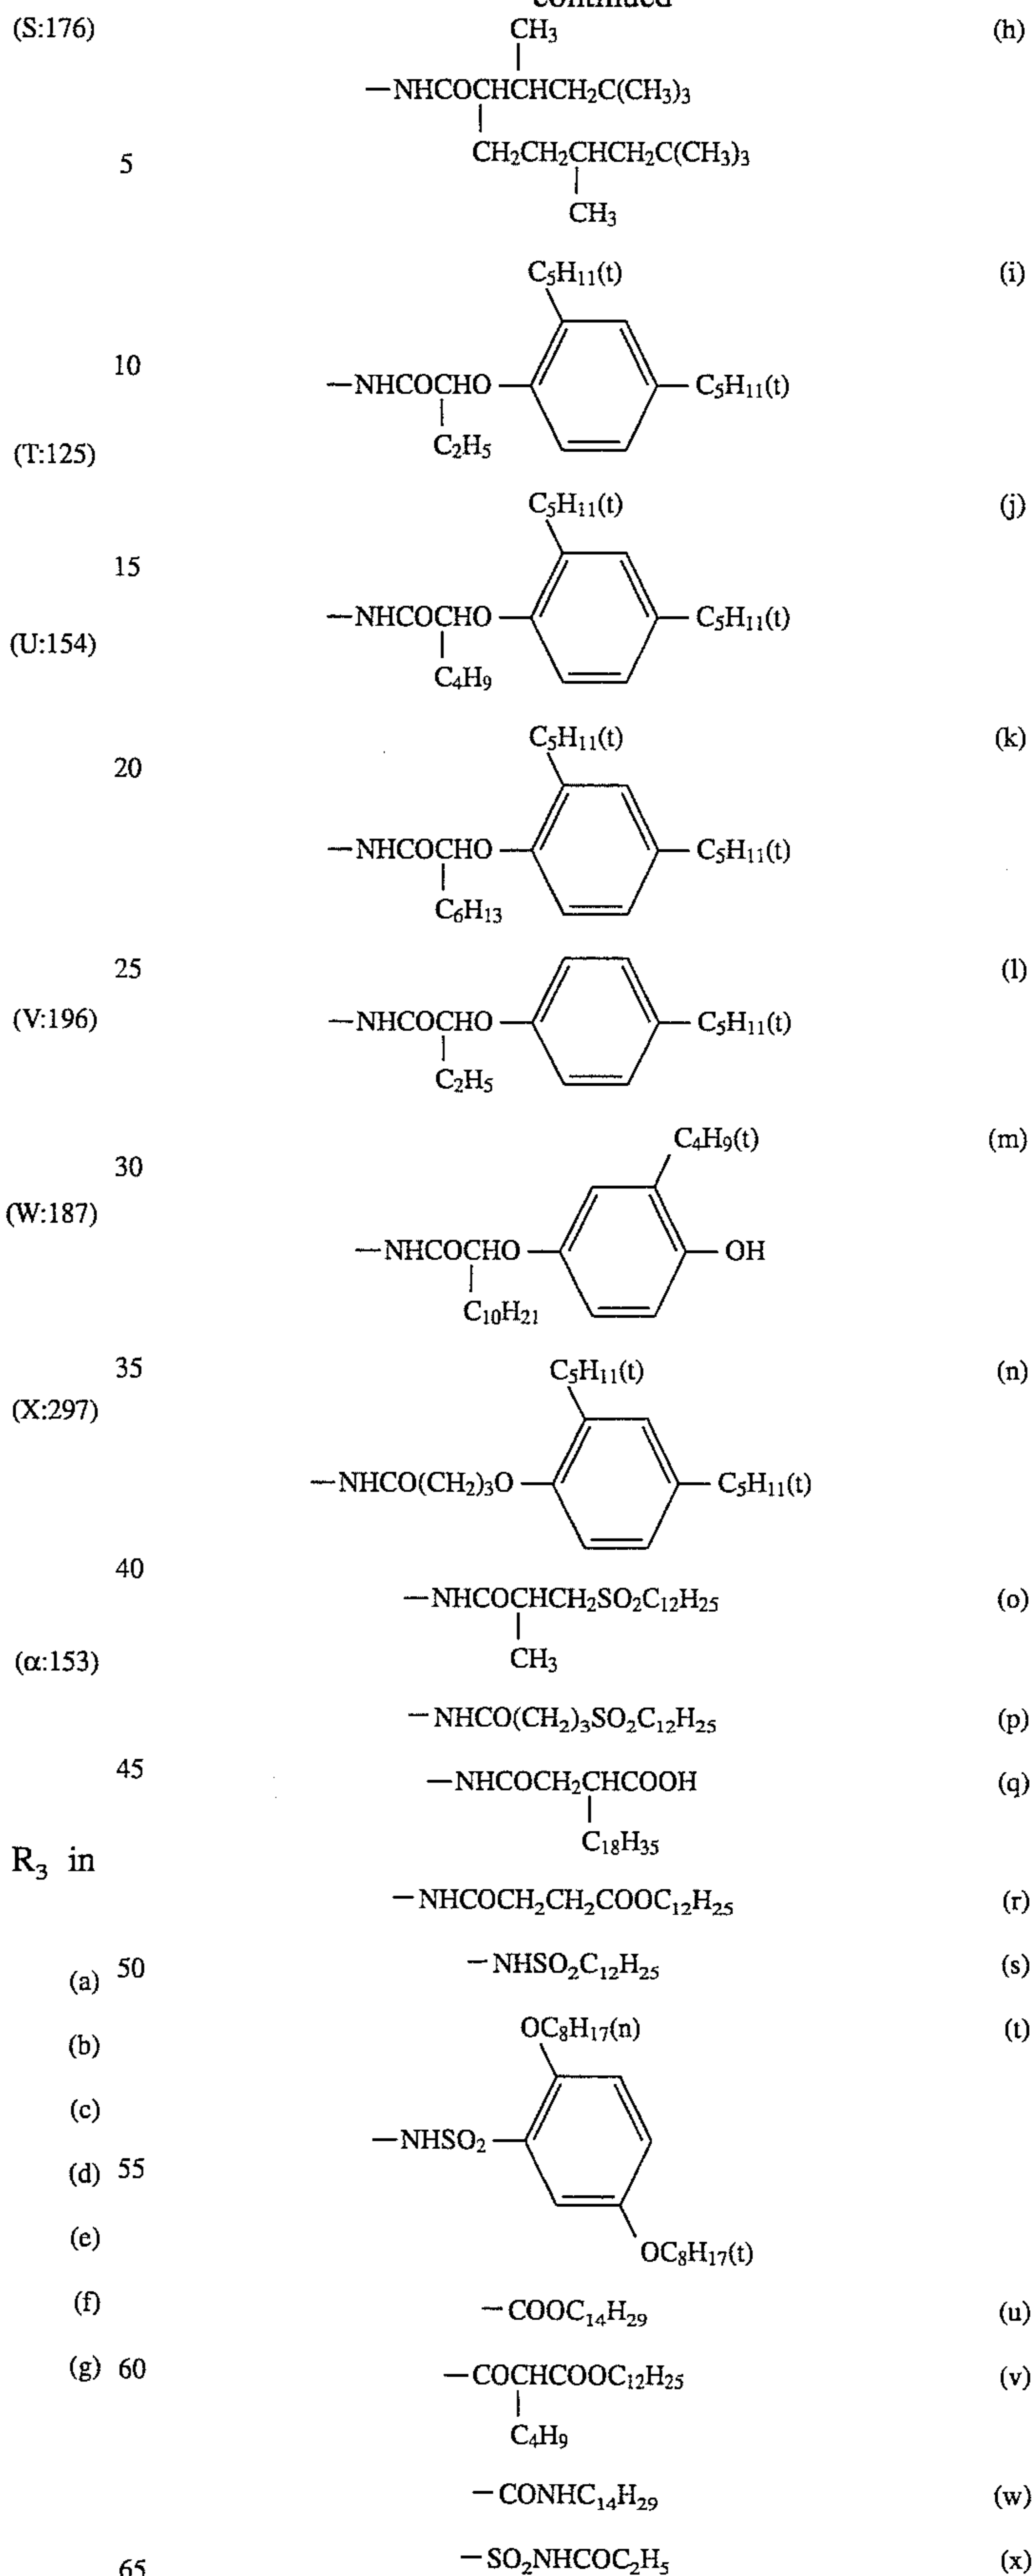 continued
(S:176)
CH₃
(h)
—NHCOCHCHCH₂C(CH₃)₃
CH₂CH₂CHCH₂C(CH₃)₃
5
CH₃
C₅H₁₁(t)
(i)
10
—NHCOCHO
C₅H₁₁(t)
C₂H₅
(T:125)
C₅H₁₁(t)
(j)
15
—NHCOCHO
C₅H₁₁(t)
(U:154)
C₄H₉
C₅H₁₁(t)
(k)
20
—NHCOCHO
C₅H₁₁(t)
C₆H₁₃
25
(l)
(V:196)
—NHCOCHO
C₅H₁₁(t)
C₂H₅
C₄H₉(t)
(m)
30
(W:187)
—NHCOCHO
OH
C₁₀H₂₁
35
C₅H₁₁(t)
(n)
(X:297)
—NHCO(CH₂)₃O
C₅H₁₁(t)
40
—NHCOCHCH₂SO₂C₁₂H₂₅
(o)
CH₃
(α:153)
—NHCO(CH₂)₃SO₂C₁₂H₂₅
(p)
45
—NHCOCH₂CHCOOH
(q)
C₁₈H₃₅
R₃ in
—NHCOCH₂CH₂COOC₁₂H₂₅
(r)
(a) 50
—NHSO₂C₁₂H₂₅
(s)
OC₈H₁₇(n)
(t)
(b)
(c)
—NHSO₂
(d) 55
(e)
OC₈H₁₇(t)
(f)
—COOC₁₄H₂₉
(u)
(g) 60
—COCHCOOC₁₂H₂₅
(v)
C₄H₉
—CONHC₁₄H₂₉
(w)
—SO₂NHCOC₂H₅
(x)
65